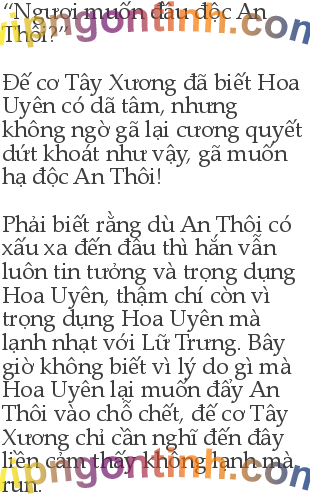 “Ngươi muốn đầu độc An
Thôi?”
Đế cơ Tây Xương đã biết Hoa
Uyên có dã tâm, nhưng
không ngờ gã lại cương quyết
dứt khoát như vậy, gã muốn
hạ độc An Thôi!
Phải biết rằng dù An Thôi có
xấu xa đến đâu thì hắn vẫn
luôn tin tưởng và trọng dụng
Hoa Uyên, thậm chí còn vì
trọng dụng Hoa Uyên mà
lạnh nhạt với Lữ Trưng. Bây
giờ không biết vì lý do gì mà
Hoa Uyên lại muốn đẩy An
Thôi vào chỗ chết, đế cơ Tây
Xương chỉ cần nghĩ đến đây
liền cảm thấy không lạnh mà
run.
vipngontinh.com
vipngontinh.com